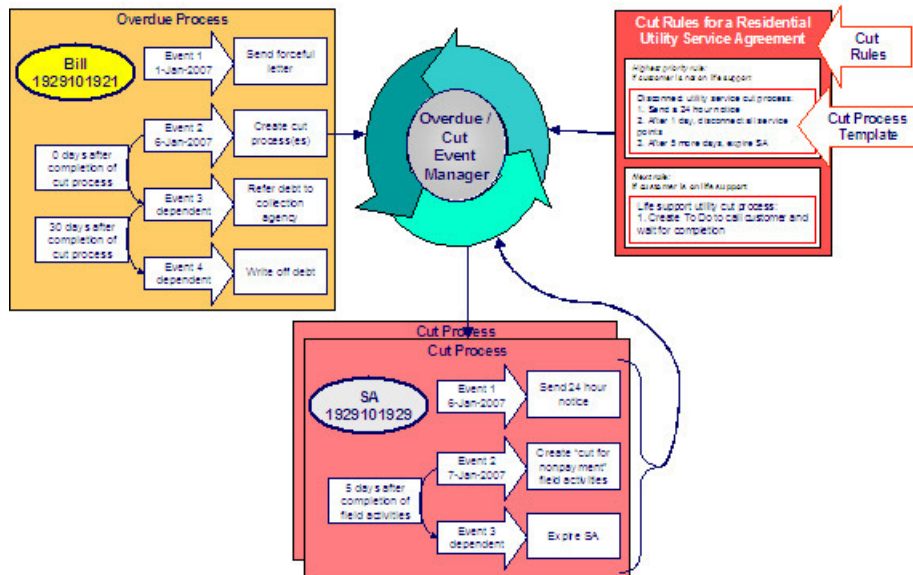 Overdue Process
Bill
1929101921
Event 1
1-Jan-2007
Send forceful
letter
Event 2
6-Jan-2007
Create cut
process(es)
0 days after
completion of
cut process
Event 3
dependent
Refer debt to
collection
agency
30 days after
completion of
cut process
Event 4
dependent
Write off debt
Overdue /
Cut
Event
Manager
Cut Rules for a Residential
Utility Service Agreement
Highest priority rule:
If customer is not on life support
Disconnect utility service cut process:
1. Send a 24 hour notice
2. After 1 day, disconnect all service
points
3. After 5 more days, expire SA
Next rule:
If customer is on life support
Life support utility cut process:
1. Create To Do to call customer and
wait for completion
Cut
Rules
Cut Process
Template
Cut Process
Cut Process
SA
1929101929
Event 1
6-Jan-2007
Send 24 hour
notice
Event 2
7-Jan-2007
Create "cut for
nonpayment"
field activities
5 days after
completion of
field activities
Event 3
dependent
Expire SA